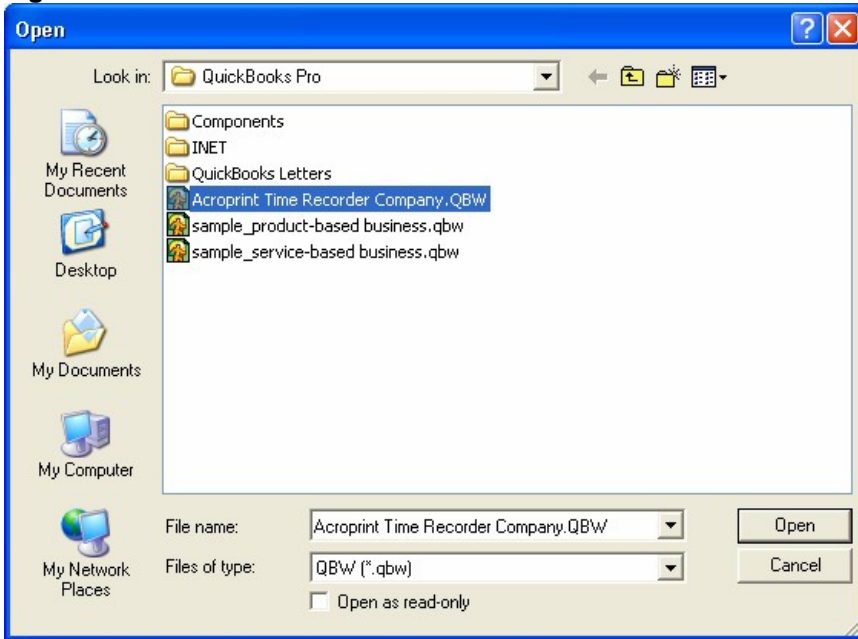 Open
Look in: QuickBooks Pro
Components
INET
QuickBooks Letters
Acroprint Time Recorder Company.QBW
sample_product-based business.qbw
sample_service-based business.qbw
My Recent
Documents
Desktop
My Documents
My Computer
My Network
Places
File name: Acroprint Time Recorder Company.QBW Open
Files of type: QBW (*.qbw) Cancel
Open as read-only